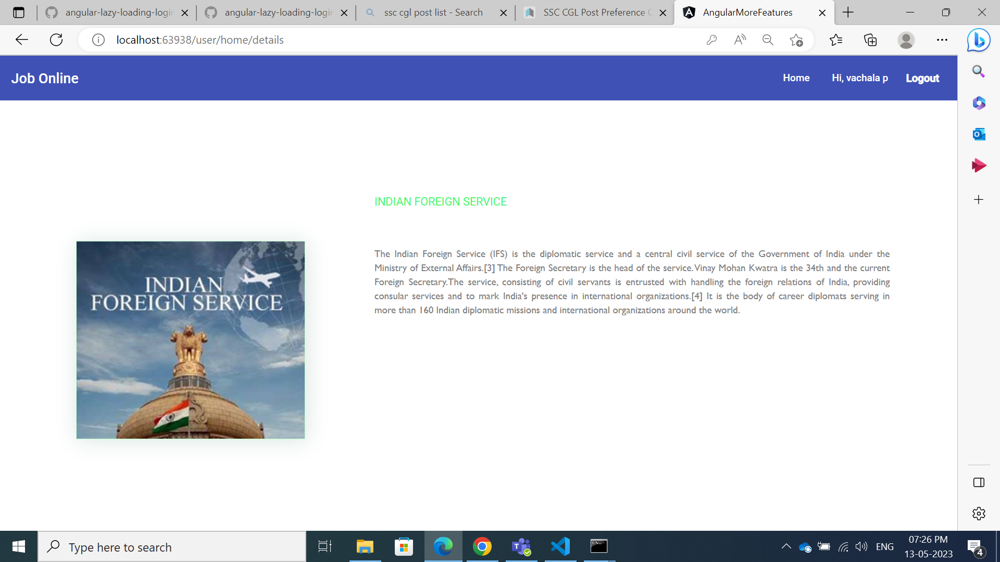 angular-lazy-loading-login
angular-lazy-loading-login
ssc cgl post list - Search
SSC CGL Post Preference
AngularMoreFeatures
localhost:63938/user/home/details
Job Online
Home
Hi, vachala p
Logout
INDIAN FOREIGN SERVICE
INDIAN
FOREIGN SERVICE
The Indian Foreign Service (IFS) is the diplomatic service and a central civil service of the Government of India under the
Ministry of External Affairs.[3] The Foreign Secretary is the head of the service. Vinay Mohan Kwatra is the 34th and the current
Foreign Secretary.The service, consisting of civil servants is entrusted with handling the foreign relations of India, providing
consular services and to mark India's presence in international organizations.[4] It is the body of career diplomats serving in
more than 160 Indian diplomatic missions and international organizations around the world.
Type here to search
ENG
07:26 PM
13-05-2023
4